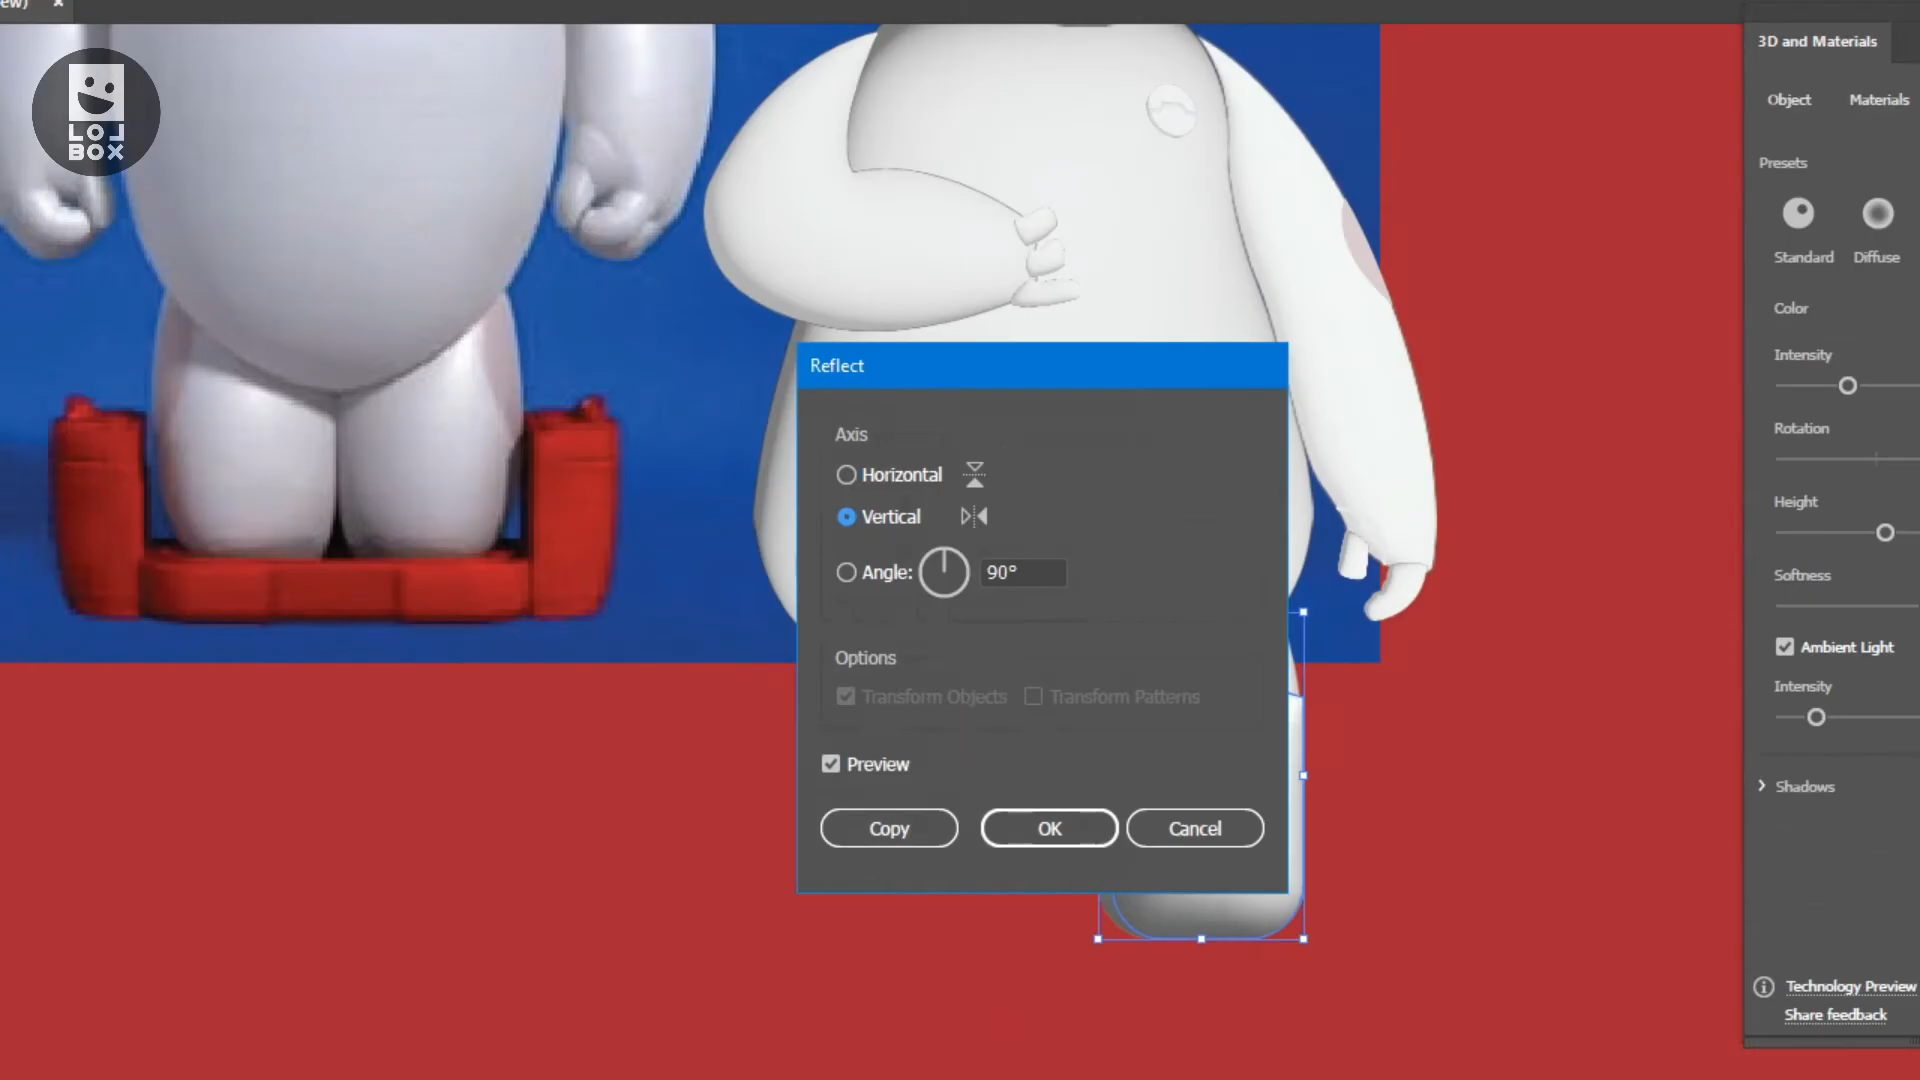 ew) ×
LOL
BOX
3D and Materials
Object Materials
Presets
Standard Diffuse
Color
Intensity
Rotation
Height
Softness
Ambient Light
Intensity
Shadows
Technology Preview
Share feedback
Reflect
Axis
Horizontal
Vertical
Angle: 90°
Options
Transform Objects Transform Patterns
Preview
Copy OK Cancel